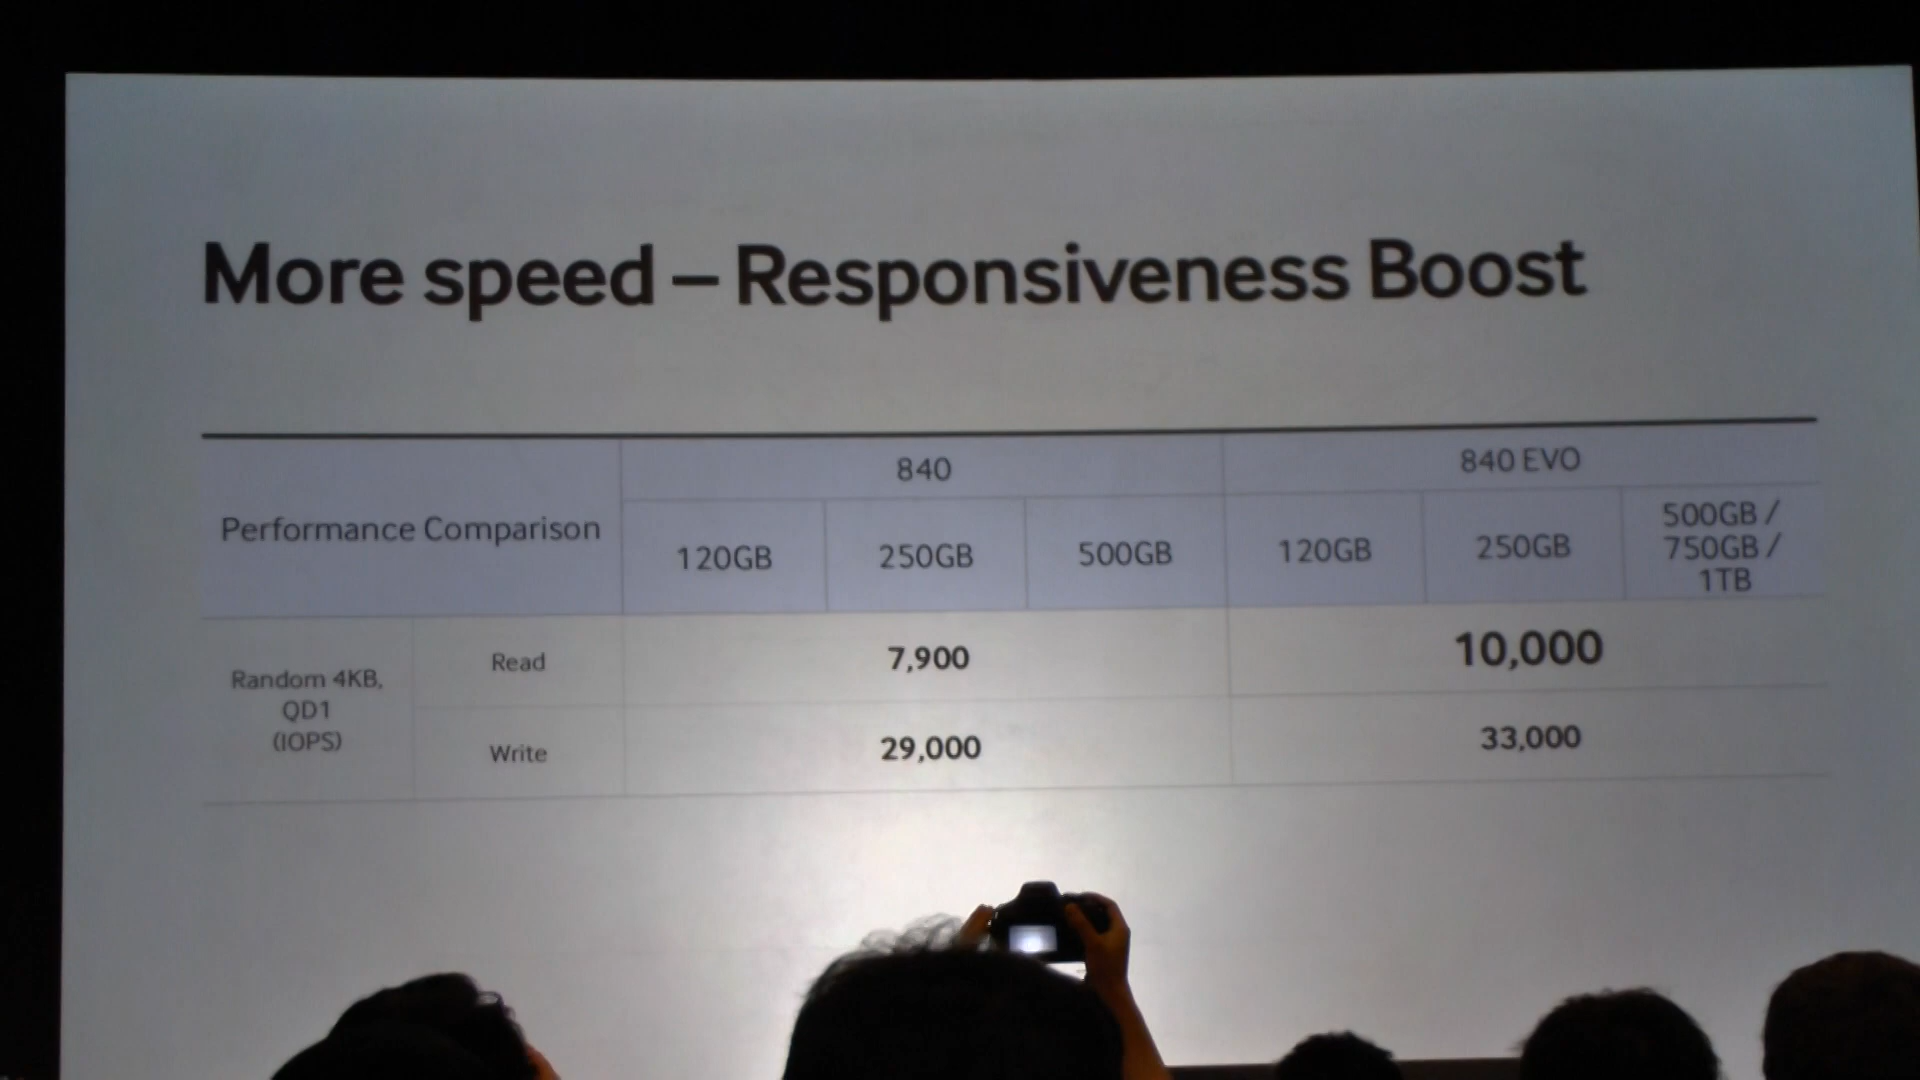 More speed – Responsiveness Boost
Performance Comparison
840
840 EVO
120GB
250GB
500GB
120GB
250GB
500GB /
750GB /
1TB
Random 4KB,
QD1
(IOPS)
Read
7,900
10,000
Write
29,000
33,000